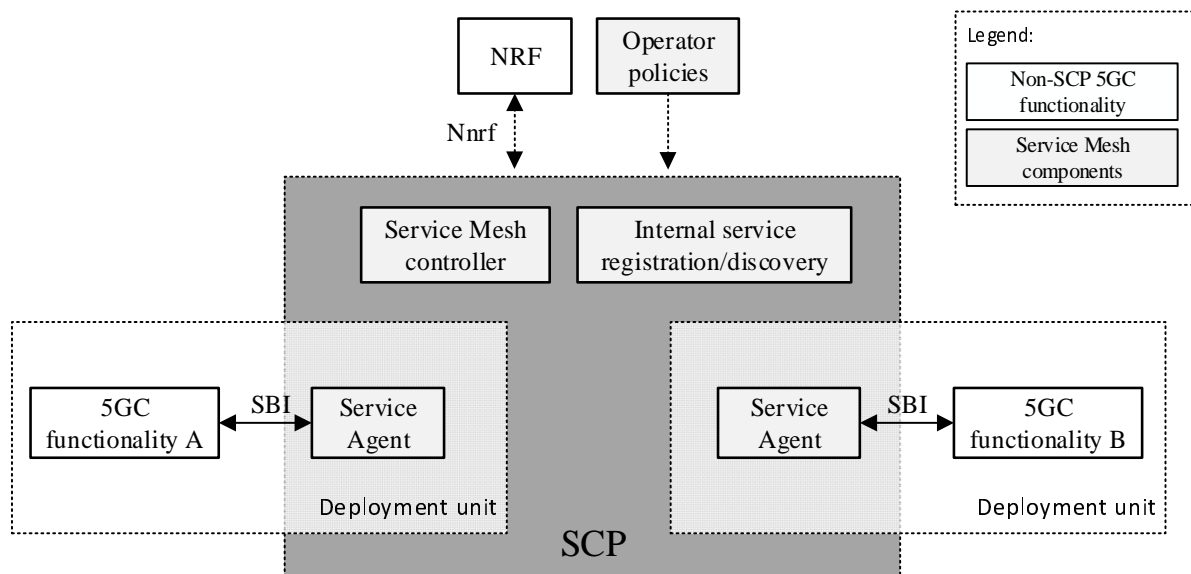 NRF
Operator
policies
Legend:
Non-SCP 5GC
functionality
Service Mesh
components
Nnrf
Service Mesh
controller
Internal service
registration/discovery
5GC
functionality A
SBI
Service
Agent
Deployment unit
Service
Agent
SBI
5GC
functionality B
Deployment unit
SCP